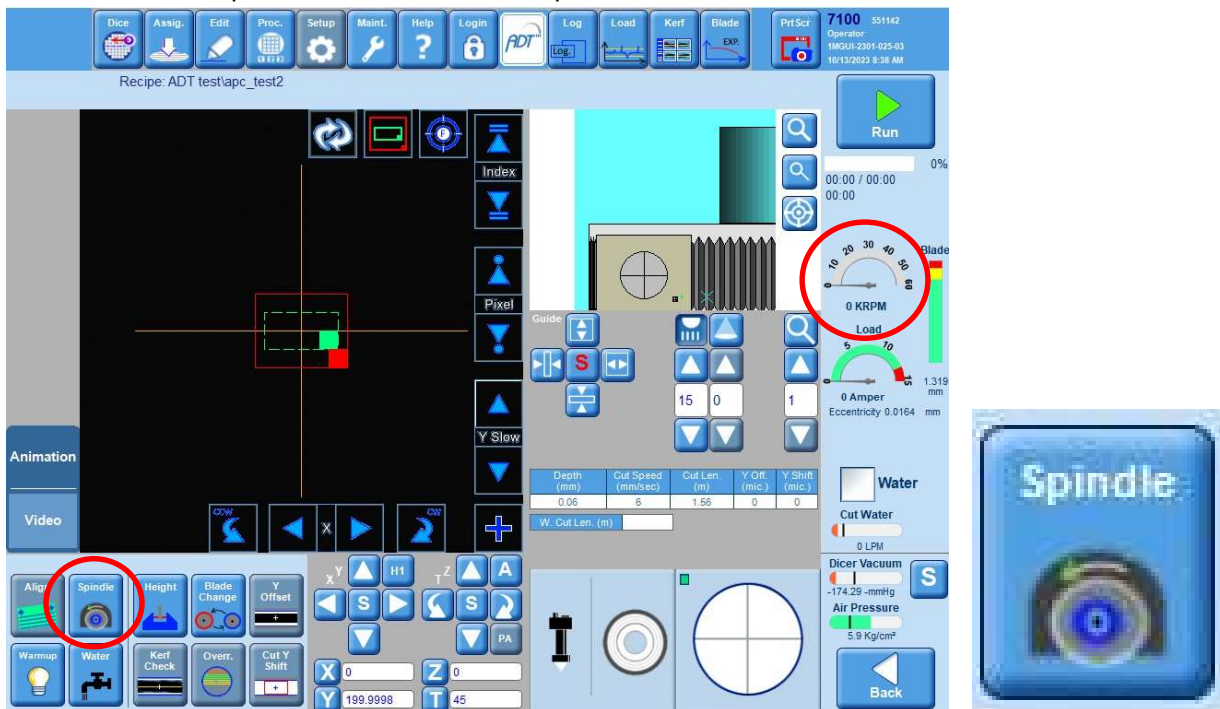 Dice
Assig.
Edit
Proc.
Setup
Maint.
Help
Login
ADT
Log
Log.
Load
Kerf
Blade
EXP.
PrtScr
7100 551142
Operator
1MGUI-2301-025-03
10/13/2023 8:38 AM
Recipe: ADT test\apc_test2
Run
0%
00:00 / 00:00
00:00
F
Index
Pixel
Y Slow
Guide
S
15 0
1
0 10 20 30 40 50 60
0 KRPM
Blade
Load
0 5 10 15
0 Amper
1.319
mm
Eccentricity 0.0164 mm
Animation
Video
CCW
X
CW
Depth (mm) Cut Speed (mm/sec) Cut Len. (m) Y Off. (mic.) Y Shift (mic.)
0.06 6 1.56 0 0
W. Cut Len. (m)
Water
Cut Water
0 LPM
Dicer Vacuum
-174.29 -mmHg
S
Air Pressure
5.9 Kg/cm²
Back
Align
Spindle
Height
Blade Change
Y Offset
Warmup
Water
Kerf Check
Overr.
Cut Y Shift
X Y
H1
T Z
A
S
S
PA
X 0
Z 0
Y 199.9998
T 45
Spindle